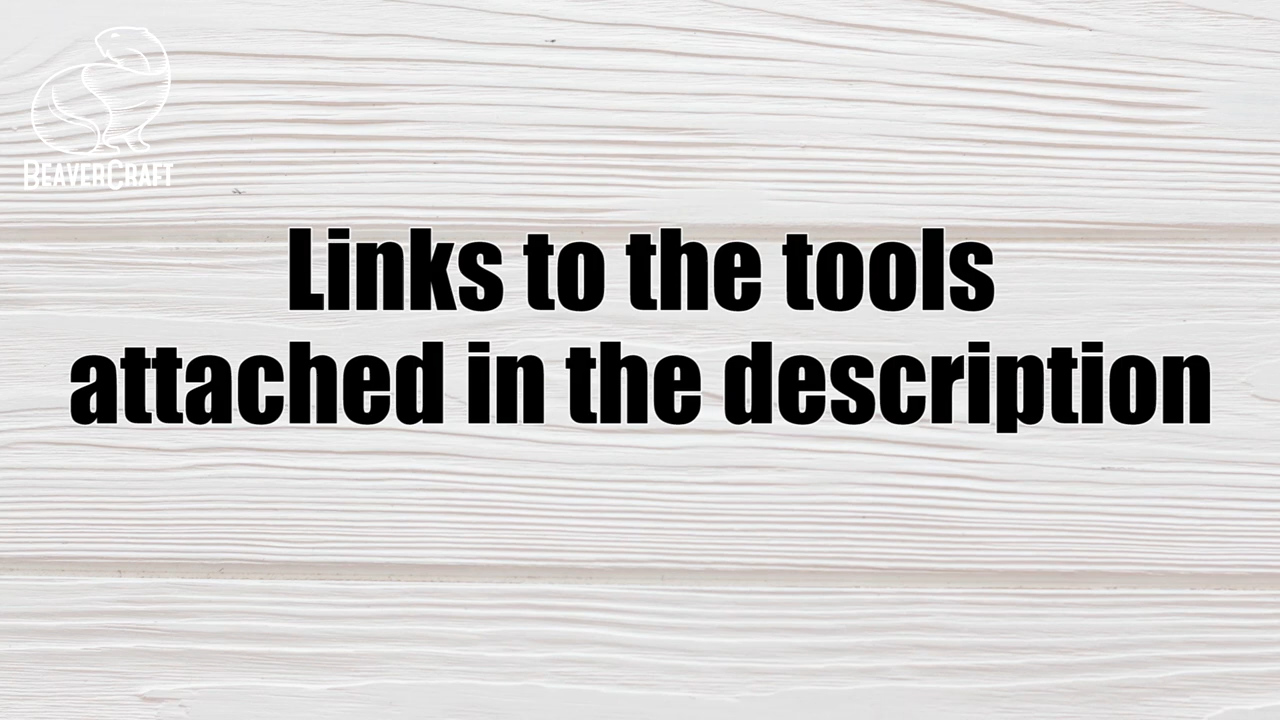 BEAVERCRAFT
Links to the tools
attached in the description